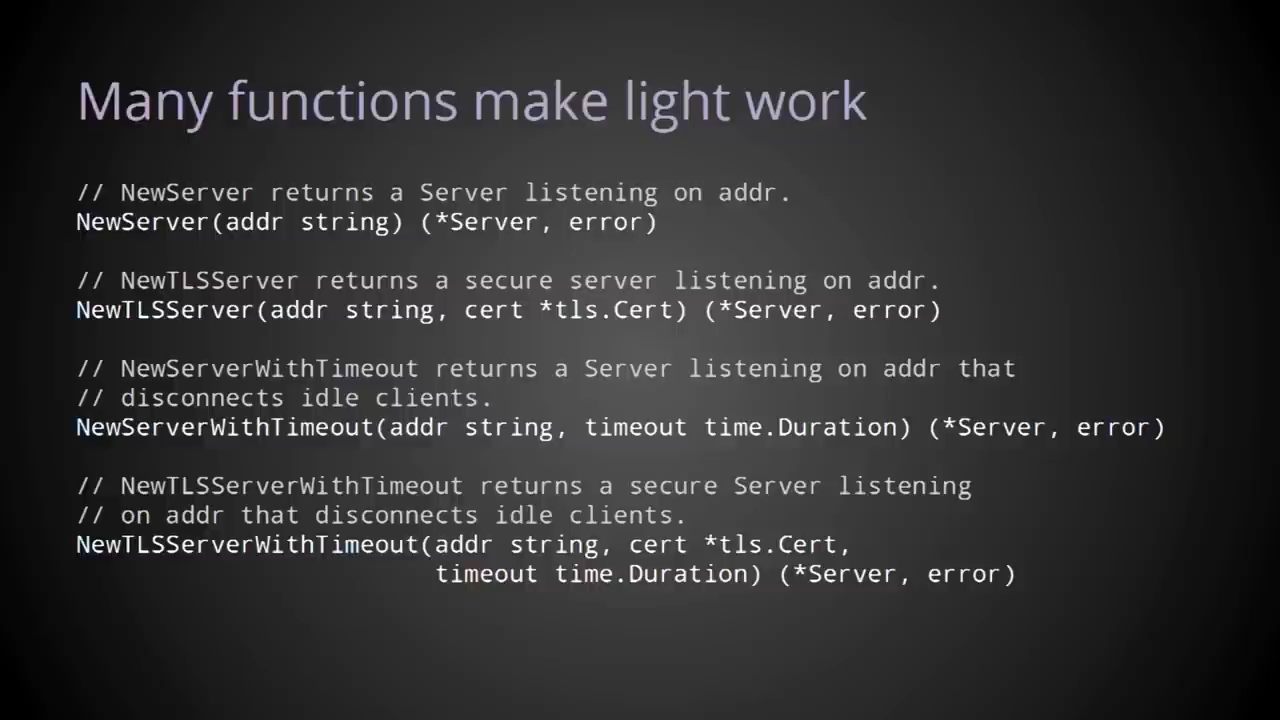 Many functions make light work
// NewServer returns a Server listening on addr.
NewServer(addr string) (*Server, error)
// NewTLSServer returns a secure server listening on addr.
NewTLSServer(addr string, cert *tls.Cert) (*Server, error)
// NewServerWithTimeout returns a Server listening on addr that
// disconnects idle clients.
NewServerWithTimeout(addr string, timeout time.Duration) (*Server, error)
// NewTLSServerWithTimeout returns a secure Server listening
// on addr that disconnects idle clients.
NewTLSServerWithTimeout(addr string, cert *tls.Cert,
timeout time.Duration) (*Server, error)